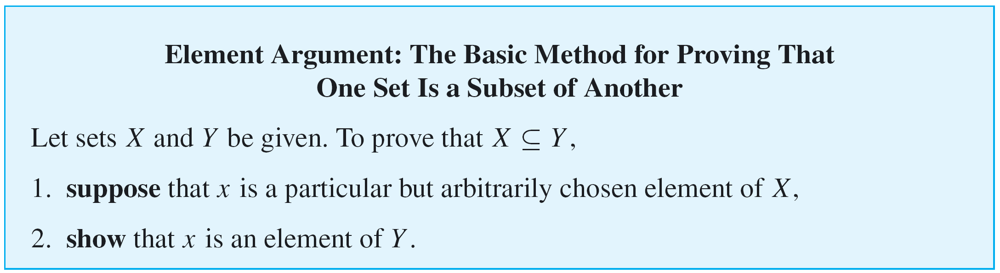 Element Argument: The Basic Method for Proving That
One Set Is a Subset of Another
Let sets X and Y be given. To prove that X ⊆ Y,
1. suppose that x is a particular but arbitrarily chosen element of X,
2. show that x is an element of Y.